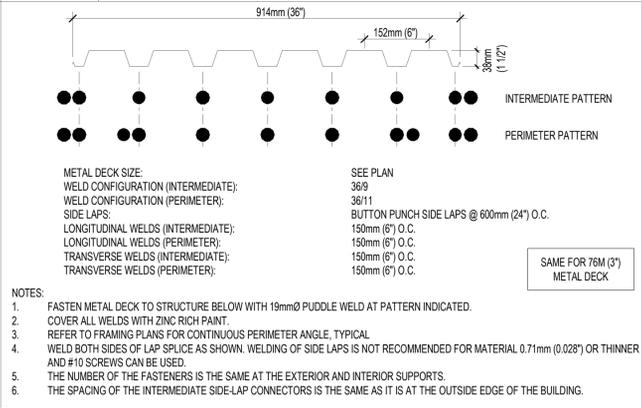 914mm (36")
152mm (6")
38mm
(1 1/2")
INTERMEDIATE PATTERN
PERIMETER PATTERN
METAL DECK SIZE: SEE PLAN
WELD CONFIGURATION (INTERMEDIATE): 36/9
WELD CONFIGURATION (PERIMETER): 36/11
SIDE LAPS: BUTTON PUNCH SIDE LAPS @ 600mm (24") O.C.
LONGITUDINAL WELDS (INTERMEDIATE): 150mm (6") O.C.
LONGITUDINAL WELDS (PERIMETER): 150mm (6") O.C.
TRANSVERSE WELDS (INTERMEDIATE): 150mm (6") O.C.
TRANSVERSE WELDS (PERIMETER): 150mm (6") O.C.
SAME FOR 76M (3")
METAL DECK
NOTES:
1. FASTEN METAL DECK TO STRUCTURE BELOW WITH 19mmØ PUDDLE WELD AT PATTERN INDICATED.
2. COVER ALL WELDS WITH ZINC RICH PAINT.
3. REFER TO FRAMING PLANS FOR CONTINUOUS PERIMETER ANGLE, TYPICAL
4. WELD BOTH SIDES OF LAP SPLICE AS SHOWN. WELDING OF SIDE LAPS IS NOT RECOMMENDED FOR MATERIAL 0.71mm (0.028") OR THINNER
AND #10 SCREWS CAN BE USED.
5. THE NUMBER OF THE FASTENERS IS THE SAME AT THE EXTERIOR AND INTERIOR SUPPORTS.
6. THE SPACING OF THE INTERMEDIATE SIDE-LAP CONNECTORS IS THE SAME AS IT IS AT THE OUTSIDE EDGE OF THE BUILDING.